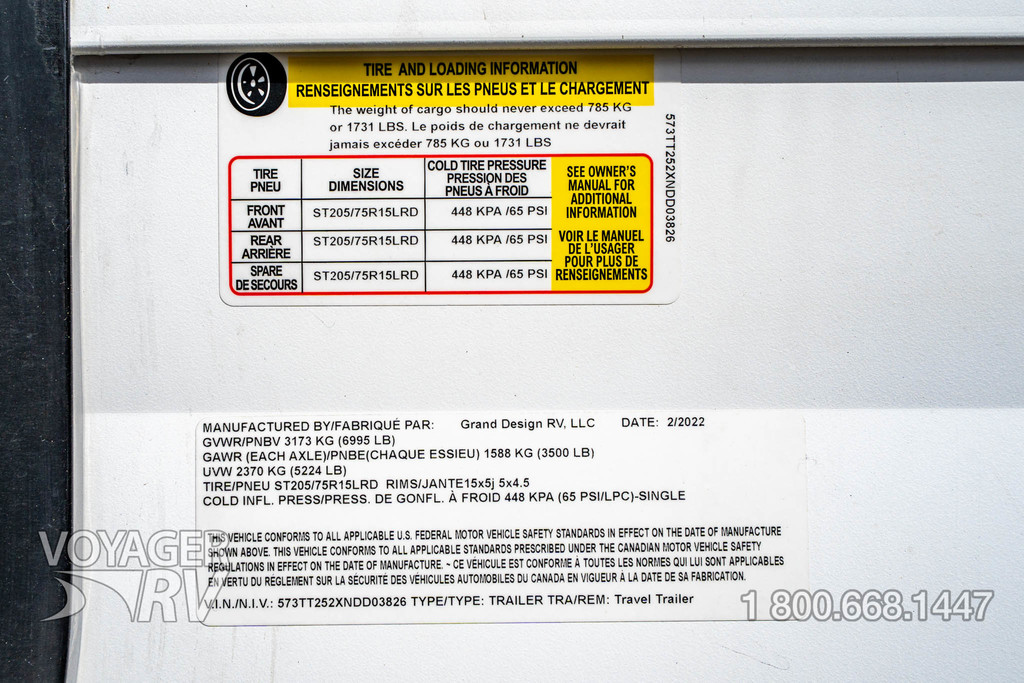 TIRE AND LOADING INFORMATION
RENSEIGNEMENTS SUR LES PNEUS ET LE CHARGEMENT
The weight of cargo should never exceed 785 KG
or 1731 LBS. Le poids de chargement ne devrait
jamais excéder 785 KG ou 1731 LBS
573TT252XNDD03826
TIRE PNEU SIZE DIMENSIONS COLD TIRE PRESSURE PRESSION DES PNEUS À FROID
FRONT AVANT ST205/75R15LRD 448 KPA /65 PSI
REAR ARRIÈRE ST205/75R15LRD 448 KPA /65 PSI
SPARE DE SECOURS ST205/75R15LRD 448 KPA /65 PSI
SEE OWNER'S
MANUAL FOR
ADDITIONAL
INFORMATION
VOIR LE MANUEL
DE L'USAGER
POUR PLUS DE
RENSEIGNEMENTS
MANUFACTURED BY/FABRIQUÉ PAR: Grand Design RV, LLC DATE: 2/2022
GVWR/PNBV 3173 KG (6995 LB)
GAWR (EACH AXLE)/PNBE(CHAQUE ESSIEU) 1588 KG (3500 LB)
UVW 2370 KG (5224 LB)
TIRE/PNEU ST205/75R15LRD RIMS/JANTE15x5j 5x4.5
COLD INFL. PRESS/PRESS. DE GONFL. À FROID 448 KPA (65 PSI/LPC)-SINGLE
THIS VEHICLE CONFORMS TO ALL APPLICABLE U.S. FEDERAL MOTOR VEHICLE SAFETY STANDARDS IN EFFECT ON THE DATE OF MANUFACTURE
SHOWN ABOVE. THIS VEHICLE CONFORMS TO ALL APPLICABLE STANDARDS PRESCRIBED UNDER THE CANADIAN MOTOR VEHICLE SAFETY
REGULATIONS IN EFFECT ON THE DATE OF MANUFACTURE. ~ CE VÉHICULE EST CONFORME À TOUTES LES NORMES QUI LUI SONT APPLICABLES
EN VERTU DU RÉGLEMENT SUR LA SÉCURITÉ DES VÉHICULES AUTOMOBILES DU CANADA EN VIGUEUR À LA DATE DE SA FABRICATION.
V.I.N./N.I.V.: 573TT252XNDD03826 TYPE/TYPE: TRAILER TRA/REM: Travel Trailer
VOYAGER
RV
1 800.668.1447